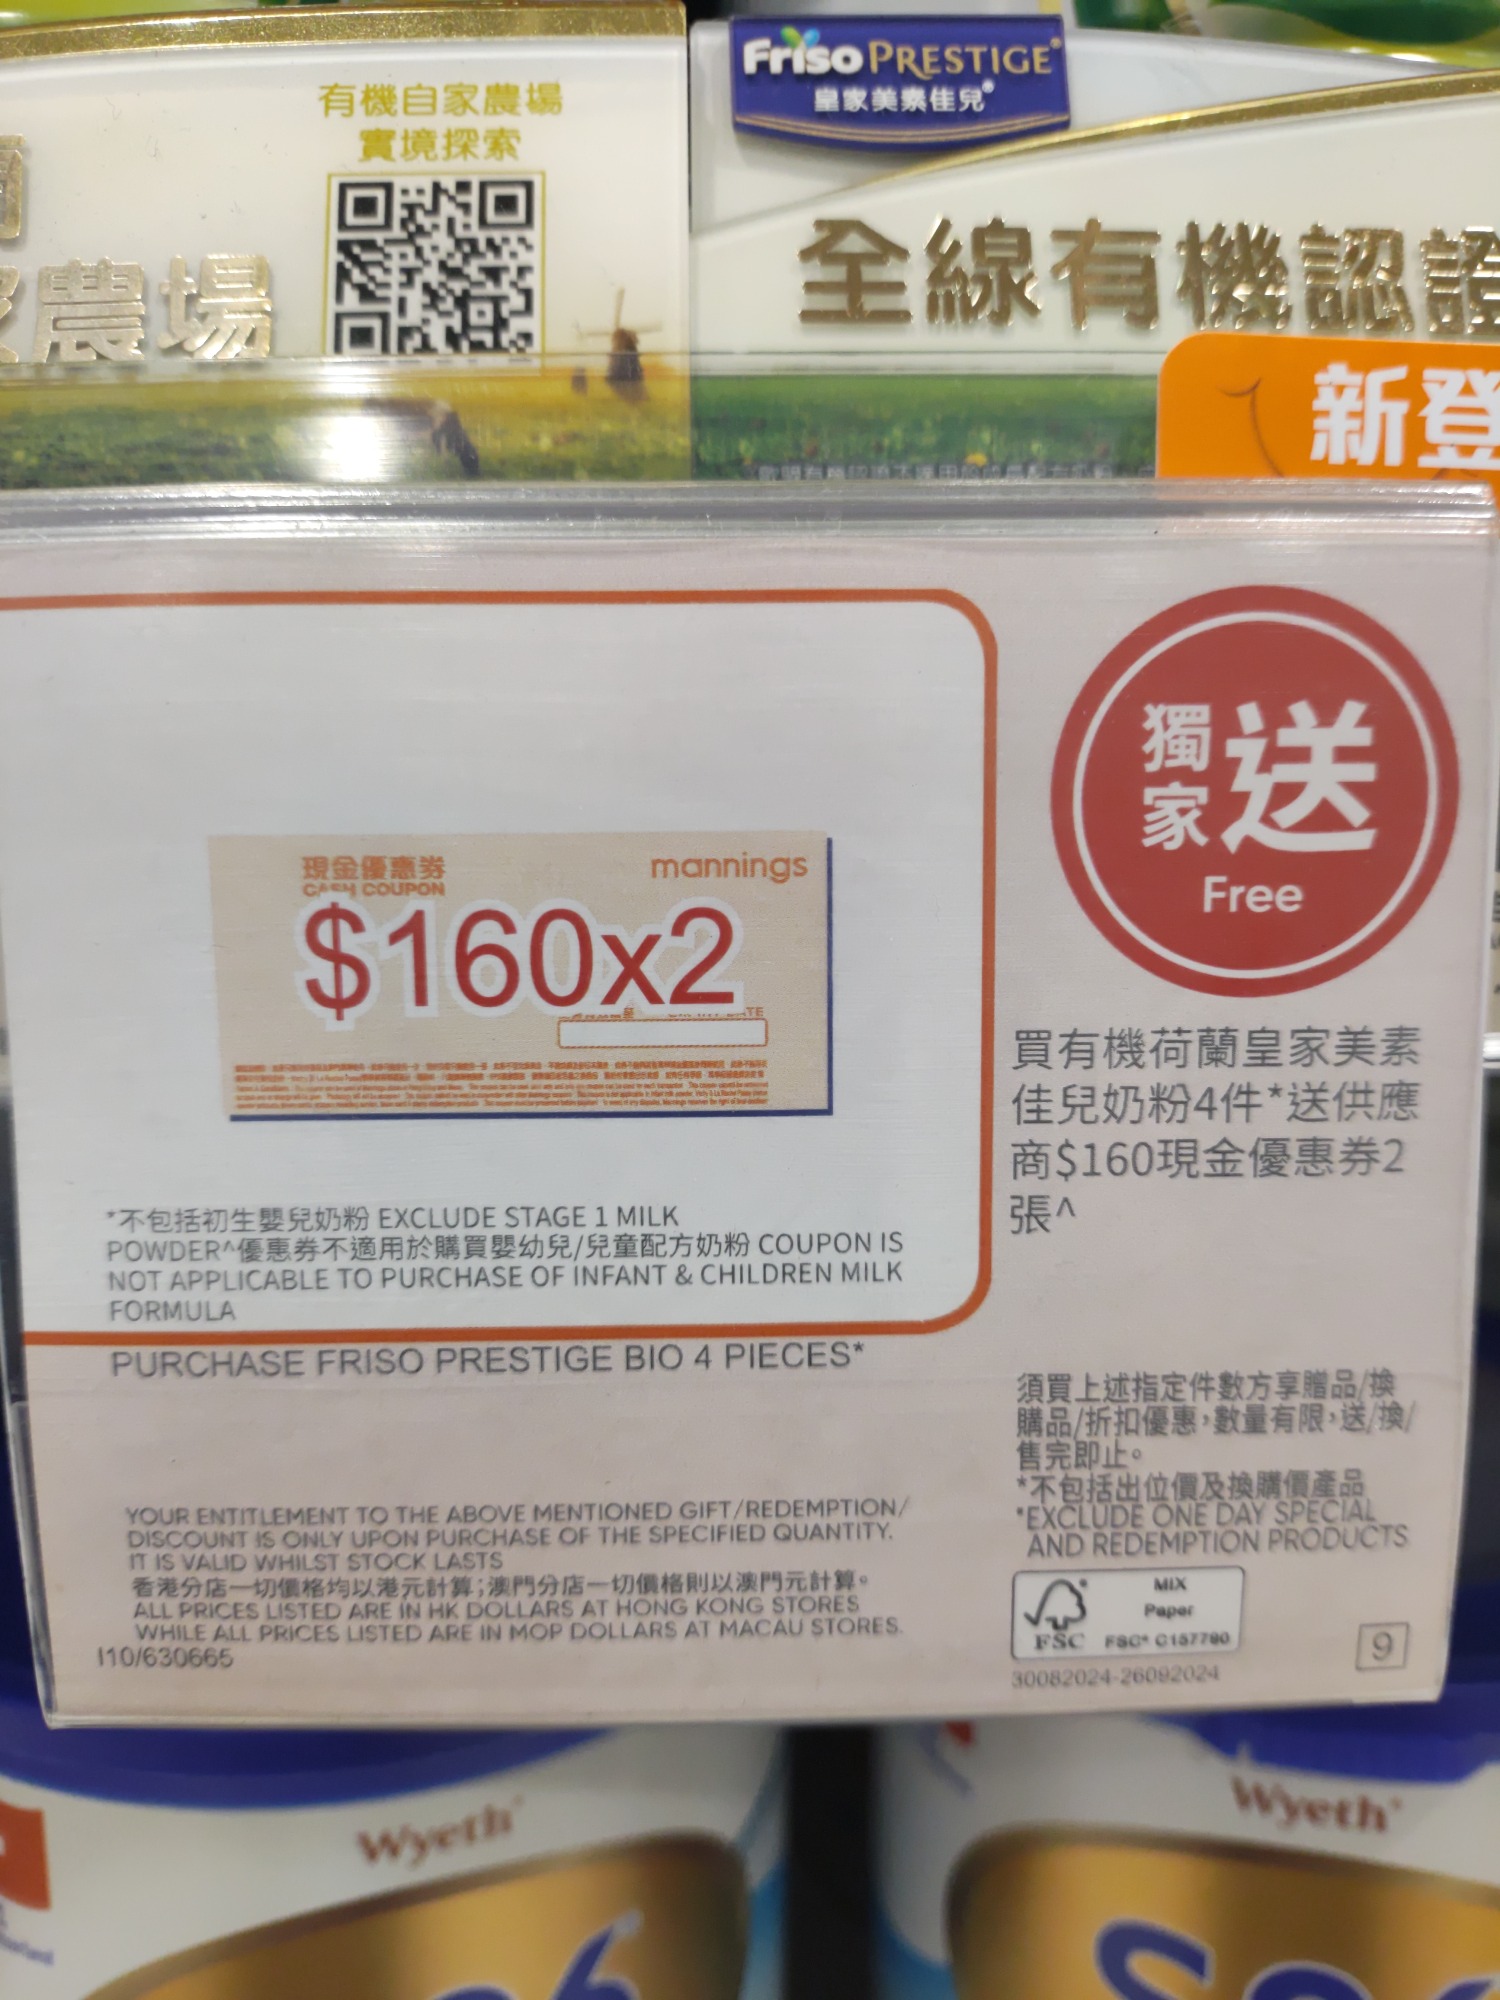 有機自家農場
實境探索
農場
Friso PRESTIGE®
皇家美素佳兒®
全線有機認證
新登
現金優惠券
CASH COUPON
mannings
$160x2
獨家送
Free
買有機荷蘭皇家美素
佳兒奶粉4件*送供應
商$160現金優惠券2
張^
*不包括初生嬰兒奶粉 EXCLUDE STAGE 1 MILK
POWDER^優惠券不適用於購買嬰幼兒/兒童配方奶粉 COUPON IS
NOT APPLICABLE TO PURCHASE OF INFANT & CHILDREN MILK
FORMULA
PURCHASE FRISO PRESTIGE BIO 4 PIECES*
須買上述指定件數方享贈品/換
購品/折扣優惠，數量有限，送/換/
售完即止。
*不包括出位價及換購價產品
*EXCLUDE ONE DAY SPECIAL
AND REDEMPTION PRODUCTS
YOUR ENTITLEMENT TO THE ABOVE MENTIONED GIFT/REDEMPTION/
DISCOUNT IS ONLY UPON PURCHASE OF THE SPECIFIED QUANTITY.
IT IS VALID WHILST STOCK LASTS
香港分店一切價格均以港元計算;澳門分店一切價格則以澳門元計算。
ALL PRICES LISTED ARE IN HK DOLLARS AT HONG KONG STORES
WHILE ALL PRICES LISTED ARE IN MOP DOLLARS AT MACAU STORES.
I10/630665
FSC
MIX
Paper
FSC® C157790
30082024-26092024
9
Wyeth®
Wyeth®